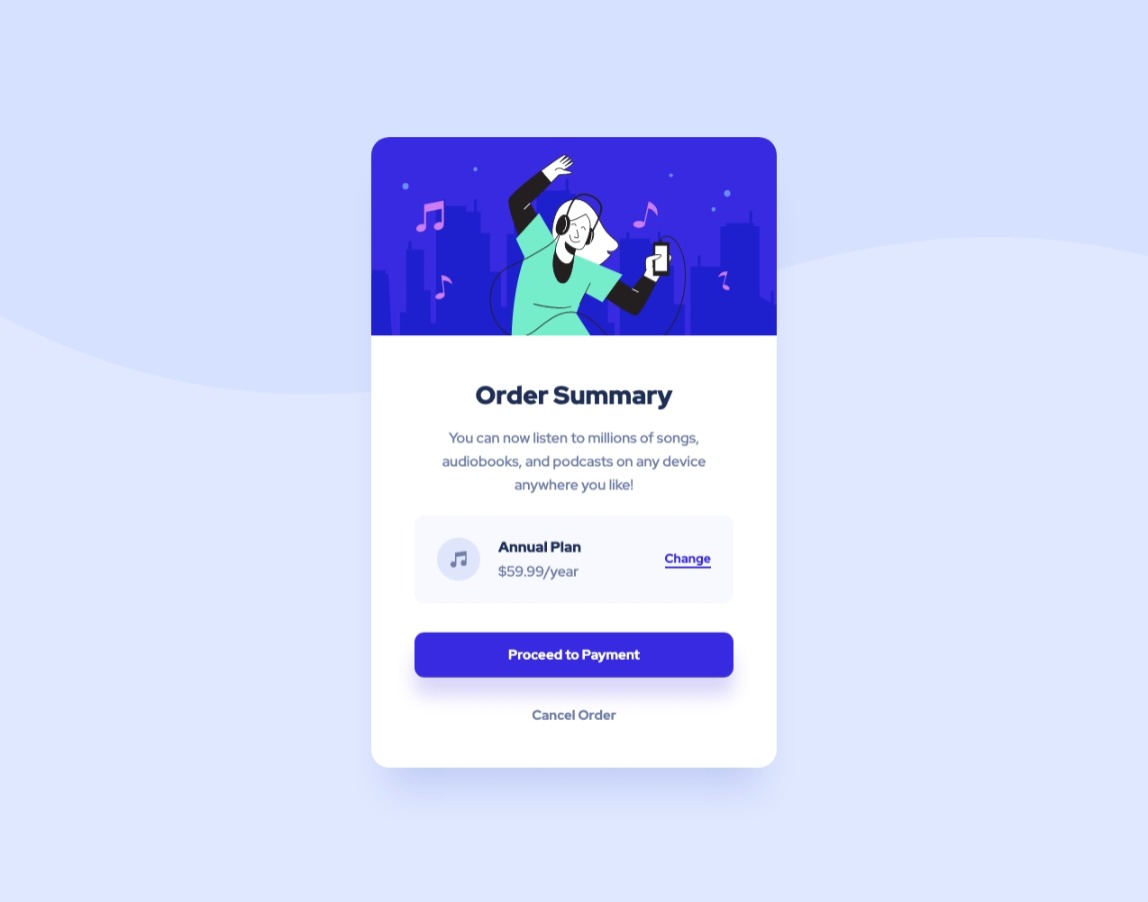 Order Summary
You can now listen to millions of songs,
audiobooks, and podcasts on any device
anywhere you like!
Annual Plan
$59.99/year
Change
Proceed to Payment
Cancel Order